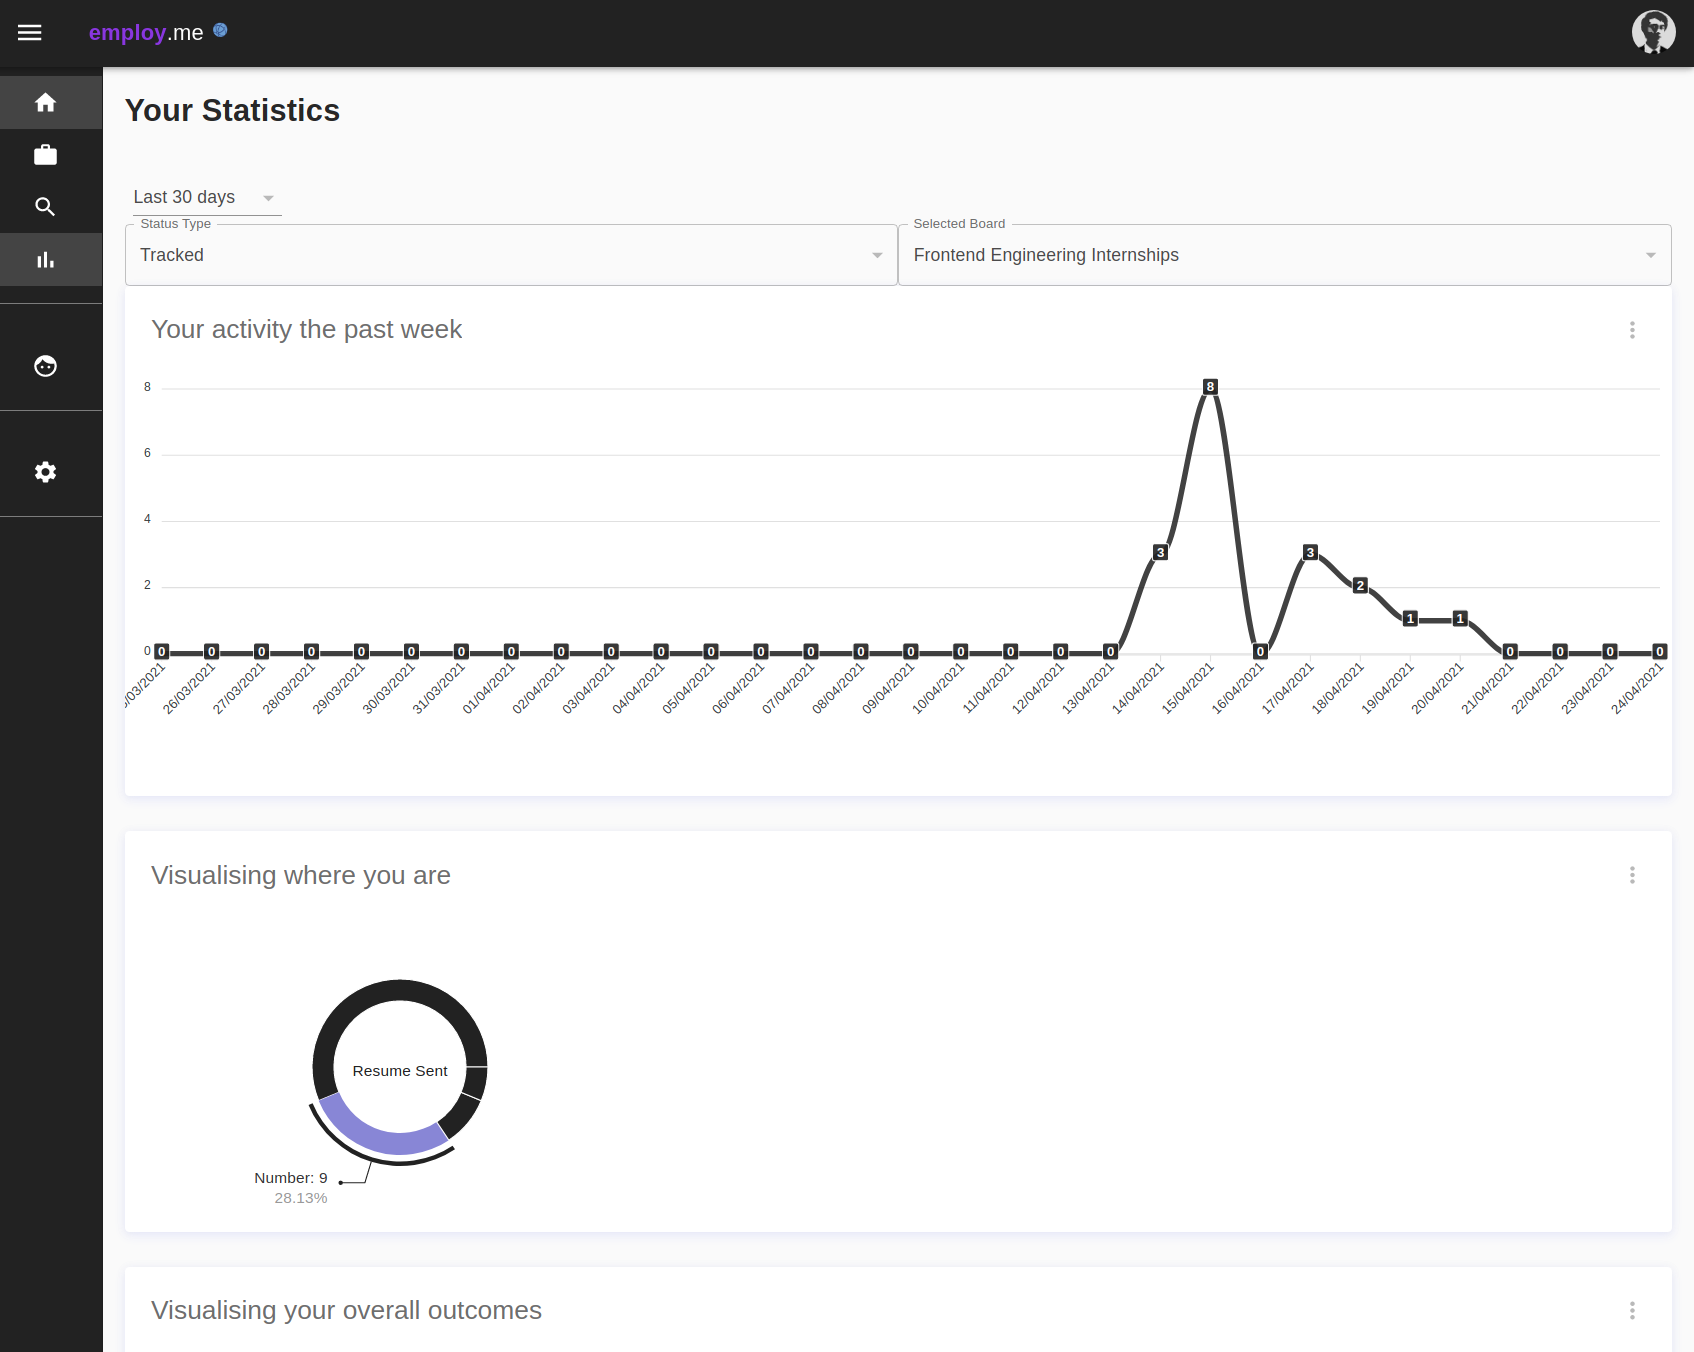 employ.me
Your Statistics
Last 30 days
Status Type
Selected Board
Tracked
Frontend Engineering Internships
Your activity the past week
8
6
4
2
0
8
3
3
2
1
1
0 0 0 0 0 0 0 0 0 0 0 0 0 0 0 0 0 0 0 0 0 0 0 0 0
/03/2021 26/03/2021 27/03/2021 28/03/2021 29/03/2021 30/03/2021 31/03/2021 01/04/2021 02/04/2021 03/04/2021 04/04/2021 05/04/2021 06/04/2021 07/04/2021 08/04/2021 09/04/2021 10/04/2021 11/04/2021 12/04/2021 13/04/2021 14/04/2021 15/04/2021 16/04/2021 17/04/2021 18/04/2021 19/04/2021 20/04/2021 21/04/2021 22/04/2021 23/04/2021 24/04/2021
Visualising where you are
Resume Sent
Number: 9
28.13%
Visualising your overall outcomes